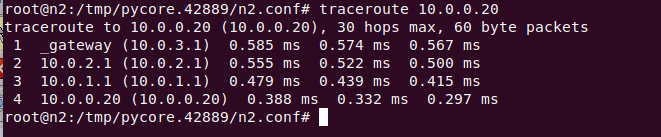 root@n2:/tmp/pycore.42889/n2.conf# traceroute 10.0.0.20
traceroute to 10.0.0.20 (10.0.0.20), 30 hops max, 60 byte packets
 1  _gateway (10.0.3.1)  0.585 ms  0.574 ms  0.567 ms
 2  10.0.2.1 (10.0.2.1)  0.555 ms  0.522 ms  0.500 ms
 3  10.0.1.1 (10.0.1.1)  0.479 ms  0.439 ms  0.415 ms
 4  10.0.0.20 (10.0.0.20)  0.388 ms  0.332 ms  0.297 ms
root@n2:/tmp/pycore.42889/n2.conf#